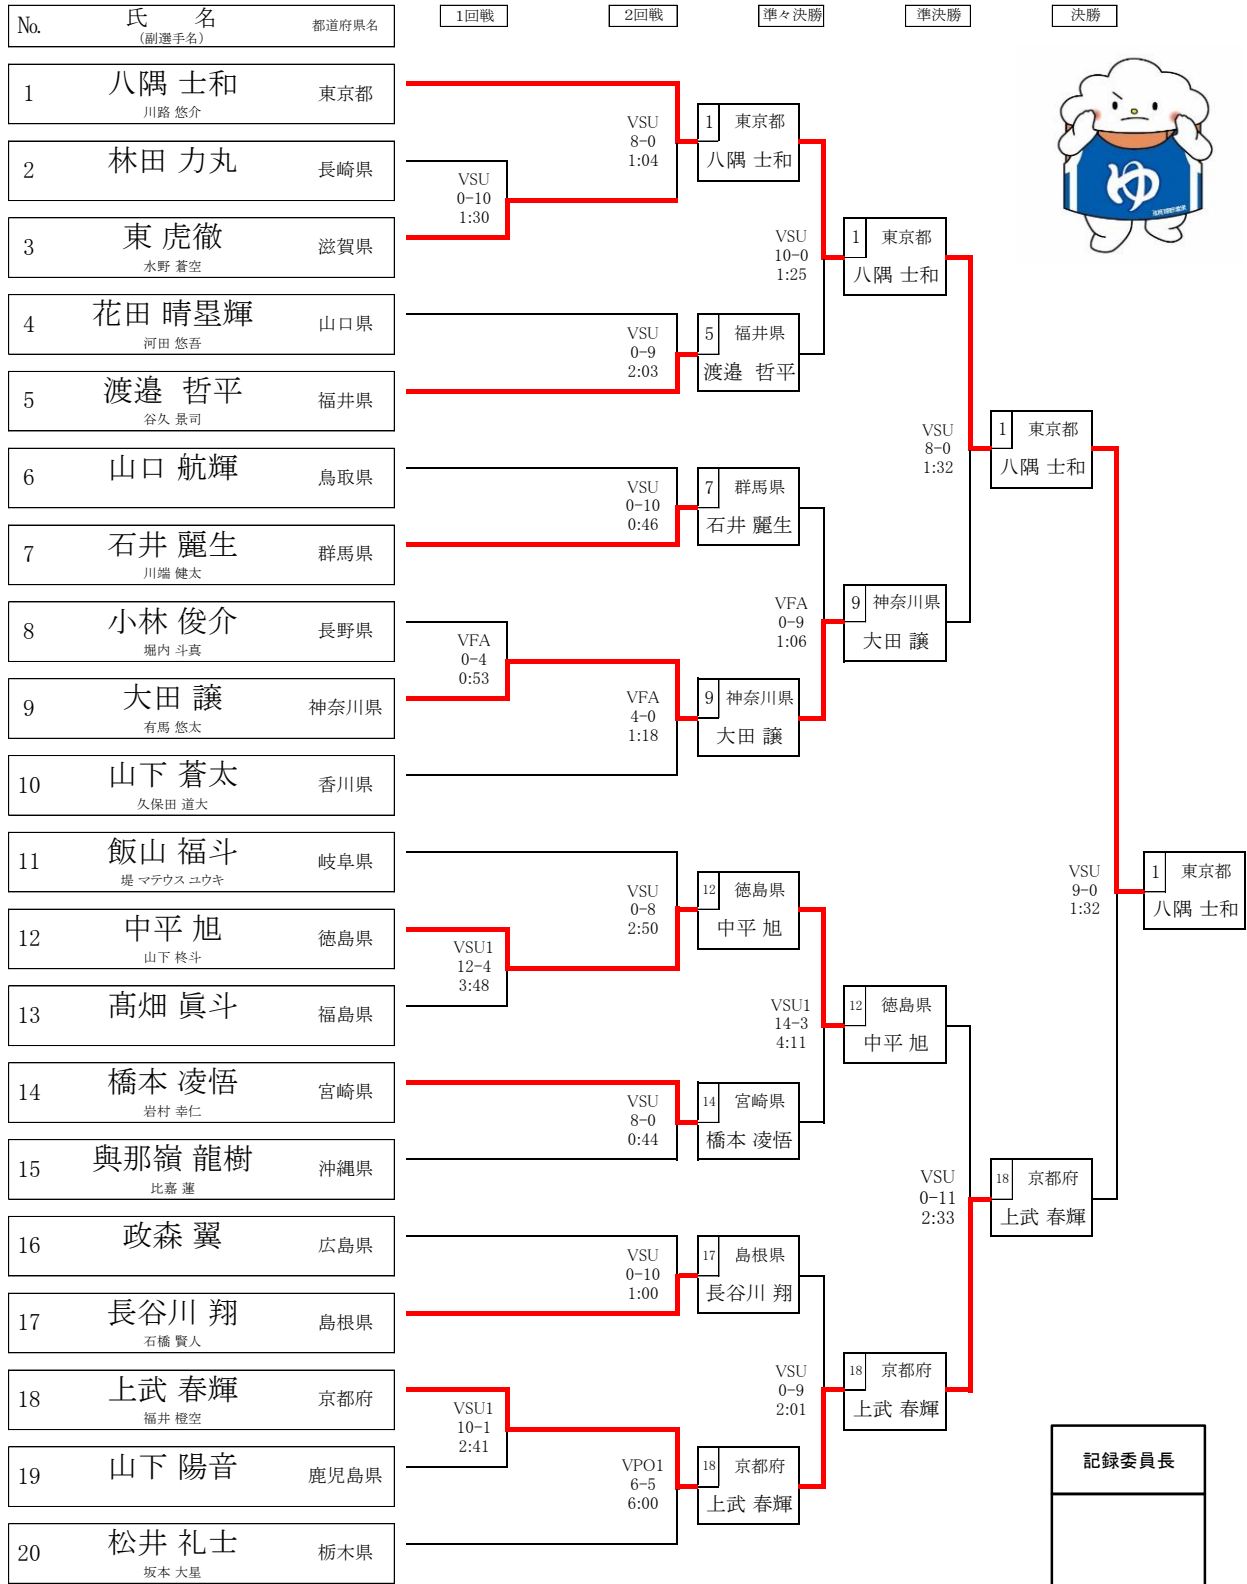 No. 氏 名 都道府県名 1回戦 2回戦 準々決勝 準決勝 決勝
(副選手名)
1 八隅 士和 東京都
川路 悠介
2 林田 力丸 長崎県
3 東 虎徹 滋賀県
水野 蒼空
4 花田 晴塁輝 山口県
河田 悠吾
5 渡邉 哲平 福井県
谷久 景司
6 山口 航輝 鳥取県
7 石井 麗生 群馬県
川端 健太
8 小林 俊介 長野県
堀内 斗真
9 大田 譲 神奈川県
有馬 悠太
10 山下 蒼太 香川県
久保田 道大
11 飯山 福斗 岐阜県
堤 マテウス ユウキ
12 中平 旭 徳島県
山下 柊斗
13 髙畑 眞斗 福島県
14 橋本 凌悟 宮崎県
岩村 幸仁
15 與那嶺 龍樹 沖縄県
比嘉 蓮
16 政森 翼 広島県
17 長谷川 翔 島根県
石橋 賢人
18 上武 春輝 京都府
福井 橙空
19 山下 陽音 鹿児島県
20 松井 礼士 栃木県
坂本 大星
VSU
0-10
1:30
VFA
0-4
0:53
VSU1
12-4
3:48
VSU1
10-1
2:41
VSU
8-0
1:04
VSU
0-9
2:03
VSU
0-10
0:46
VFA
4-0
1:18
VSU
0-8
2:50
VSU
8-0
0:44
VSU
0-10
1:00
VPO1
6-5
6:00
1 東京都
八隅 士和
5 福井県
渡邉 哲平
7 群馬県
石井 麗生
9 神奈川県
大田 譲
12 徳島県
中平 旭
14 宮崎県
橋本 凌悟
17 島根県
長谷川 翔
18 京都府
上武 春輝
VSU
10-0
1:25
VFA
0-9
1:06
VSU1
14-3
4:11
VSU
0-9
2:01
1 東京都
八隅 士和
9 神奈川県
大田 譲
12 徳島県
中平 旭
18 京都府
上武 春輝
VSU
8-0
1:32
VSU
0-11
2:33
1 東京都
八隅 士和
18 京都府
上武 春輝
VSU
9-0
1:32
1 東京都
八隅 士和
ゆ
記録委員長